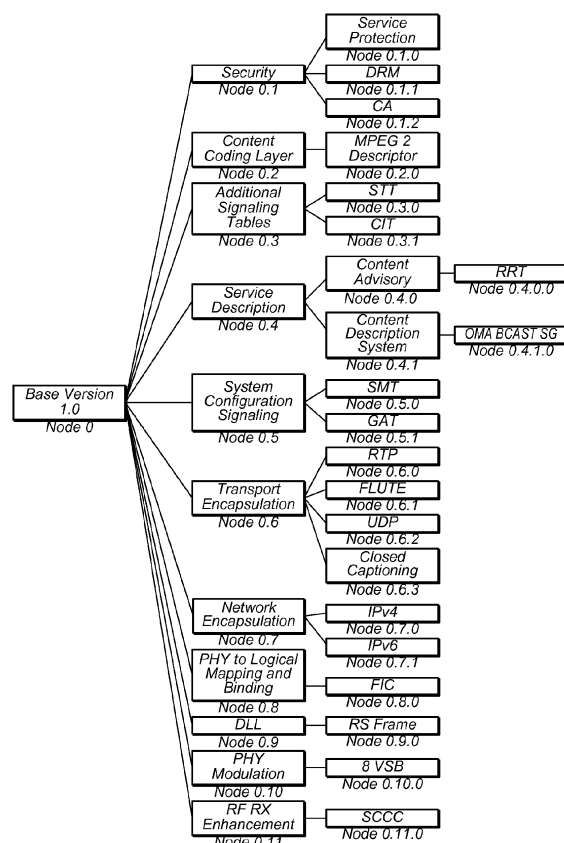 Service
Protection
Node 0.1.0
Security
Node 0.1
DRM
Node 0.1.1
CA
Node 0.1.2
Content
Coding Layer
Node 0.2
MPEG 2
Descriptor
Node 0.2.0
Additional
Signaling
Tables
Node 0.3
STT
Node 0.3.0
CIT
Node 0.3.1
Content
Advisory
Node 0.4.0
RRT
Node 0.4.0.0
Service
Description
Node 0.4
Content
Description
System
Node 0.4.1
OMA BCAST SG
Node 0.4.1.0
Base Version
1.0
Node 0
System
Configuration
Signaling
Node 0.5
SMT
Node 0.5.0
GAT
Node 0.5.1
Transport
Encapsulation
Node 0.6
RTP
Node 0.6.0
FLUTE
Node 0.6.1
UDP
Node 0.6.2
Closed
Captioning
Node 0.6.3
Network
Encapsulation
Node 0.7
IPv4
Node 0.7.0
IPv6
Node 0.7.1
PHY to Logical
Mapping and
Binding
Node 0.8
FIC
Node 0.8.0
DLL
Node 0.9
RS Frame
Node 0.9.0
PHY
Modulation
Node 0.10
8 VSB
Node 0.10.0
RF RX
Enhancement
Node 0.11
SCCC
Node 0.11.0